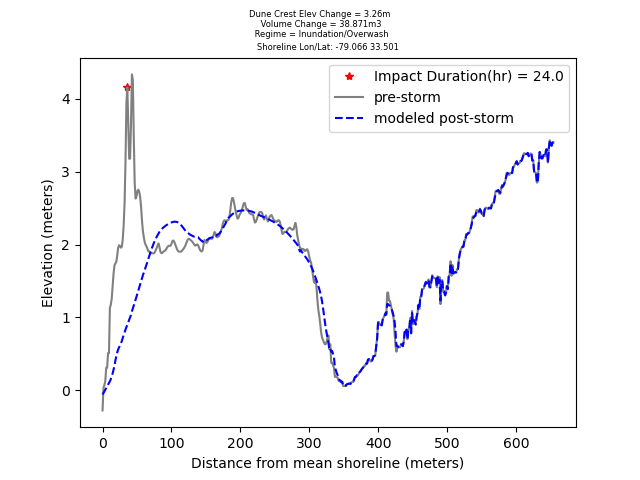 Dune Crest Elev Change = 3.26m
Volume Change = 38.871m3
Regime = Inundation/Overwash
Shoreline Lon/Lat: -79.066 33.501
Impact Duration(hr) = 24.0
pre-storm
modeled post-storm
4
3
2
1
0
Elevation (meters)
0 100 200 300 400 500 600
Distance from mean shoreline (meters)